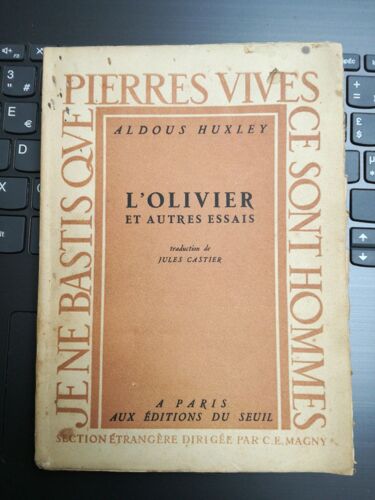 JE NE BASTIS QVE
PIERRES VIVES
CE SONT HOMMES
ALDOUS HUXLEY
L'OLIVIER
ET AUTRES ESSAIS
traduction de
JULES CASTIER
A PARIS
AUX ÉDITIONS DU SEUIL
SECTION ÉTRANGÈRE DIRIGÉE PAR C.E. MAGNY